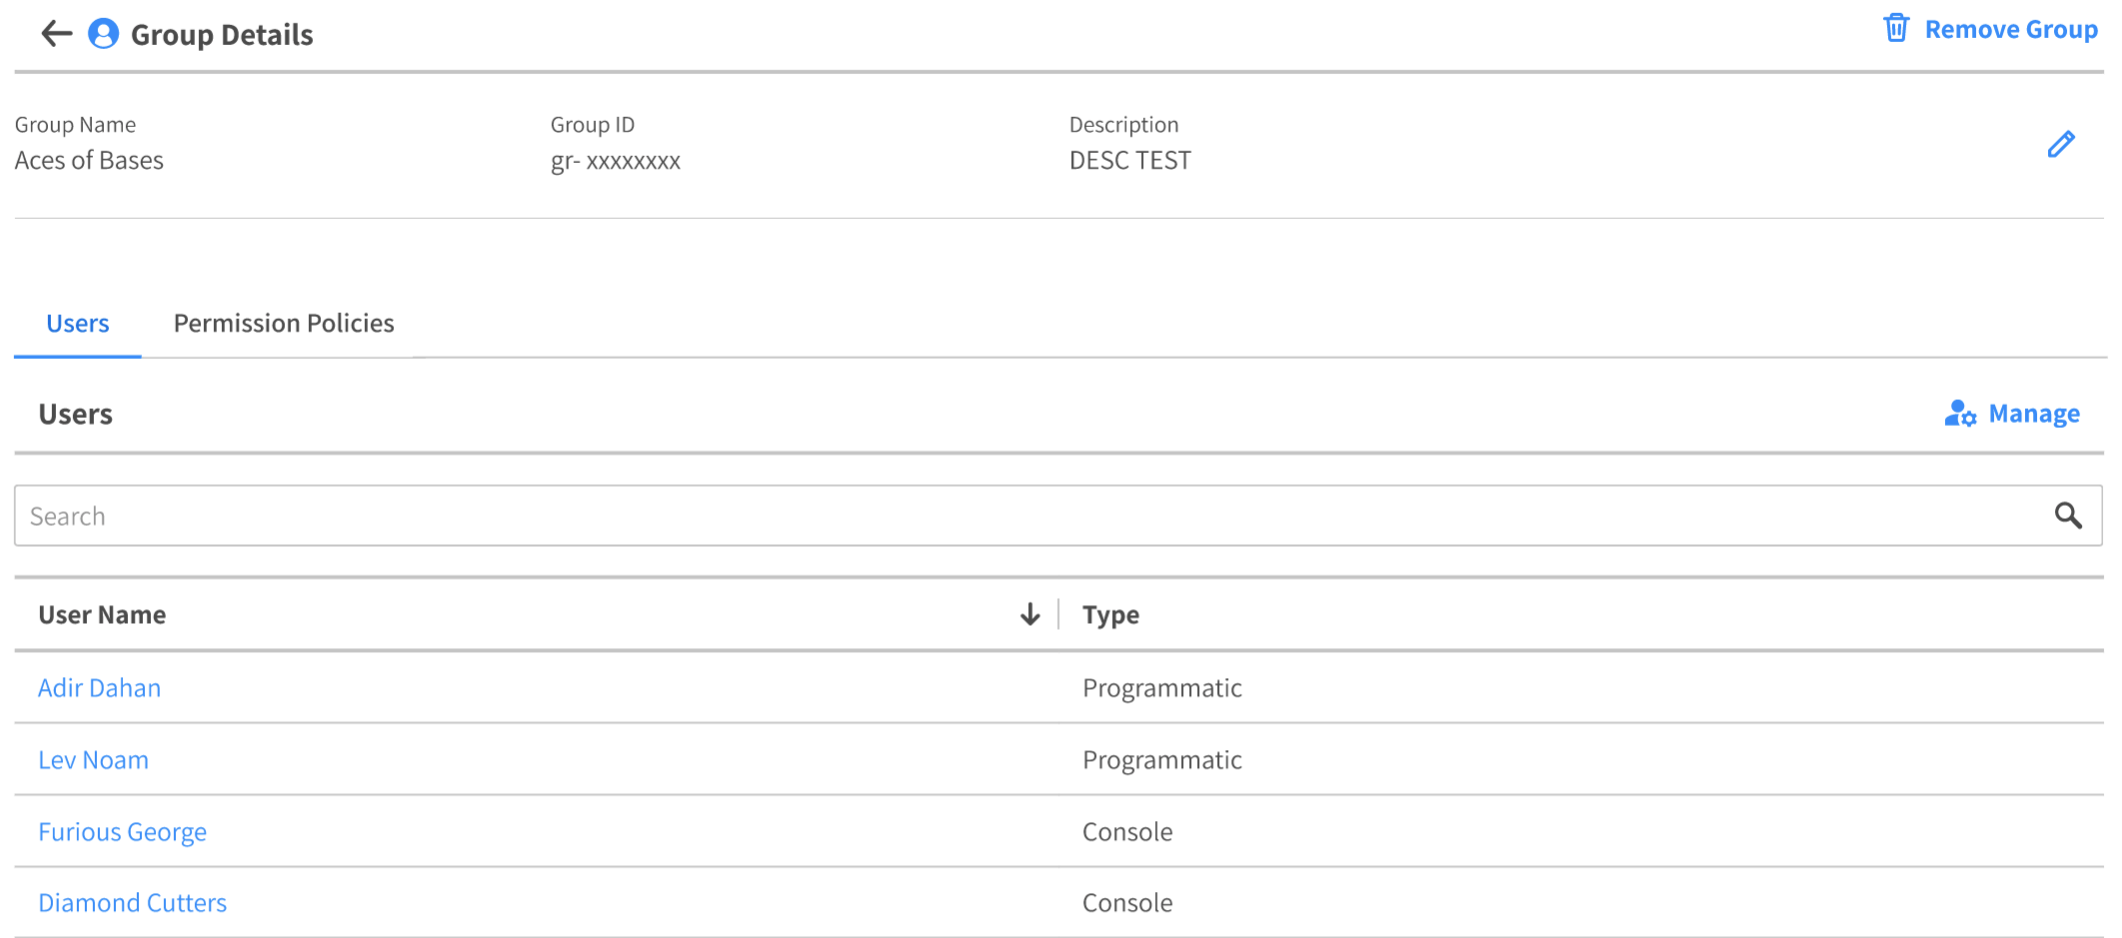 Group Details
Remove Group
Group Name
Group ID
Description
Aces of Bases
gr- xxxxxxxx
DESC TEST
Users
Permission Policies
Users
Manage
Search
User Name
Type
Adir Dahan
Programmatic
Lev Noam
Programmatic
Furious George
Console
Diamond Cutters
Console